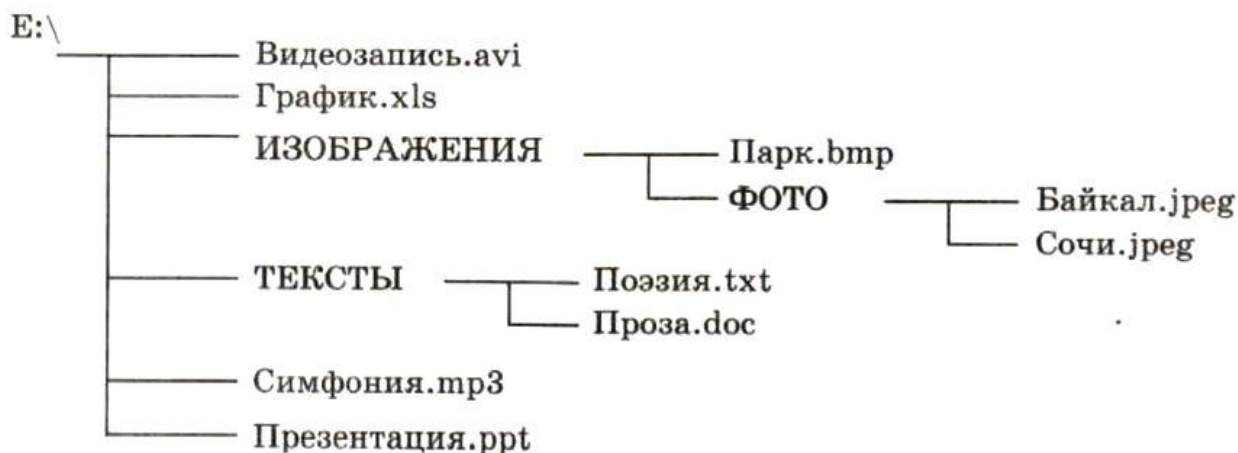 E:\
Видеозапись.avi
График.xls
ИЗОБРАЖЕНИЯ Парк.bmp
ФОТО Байкал.jpeg
Сочи.jpeg
ТЕКСТЫ Поэзия.txt
Проза.doc
Симфония.mp3
Презентация.ppt